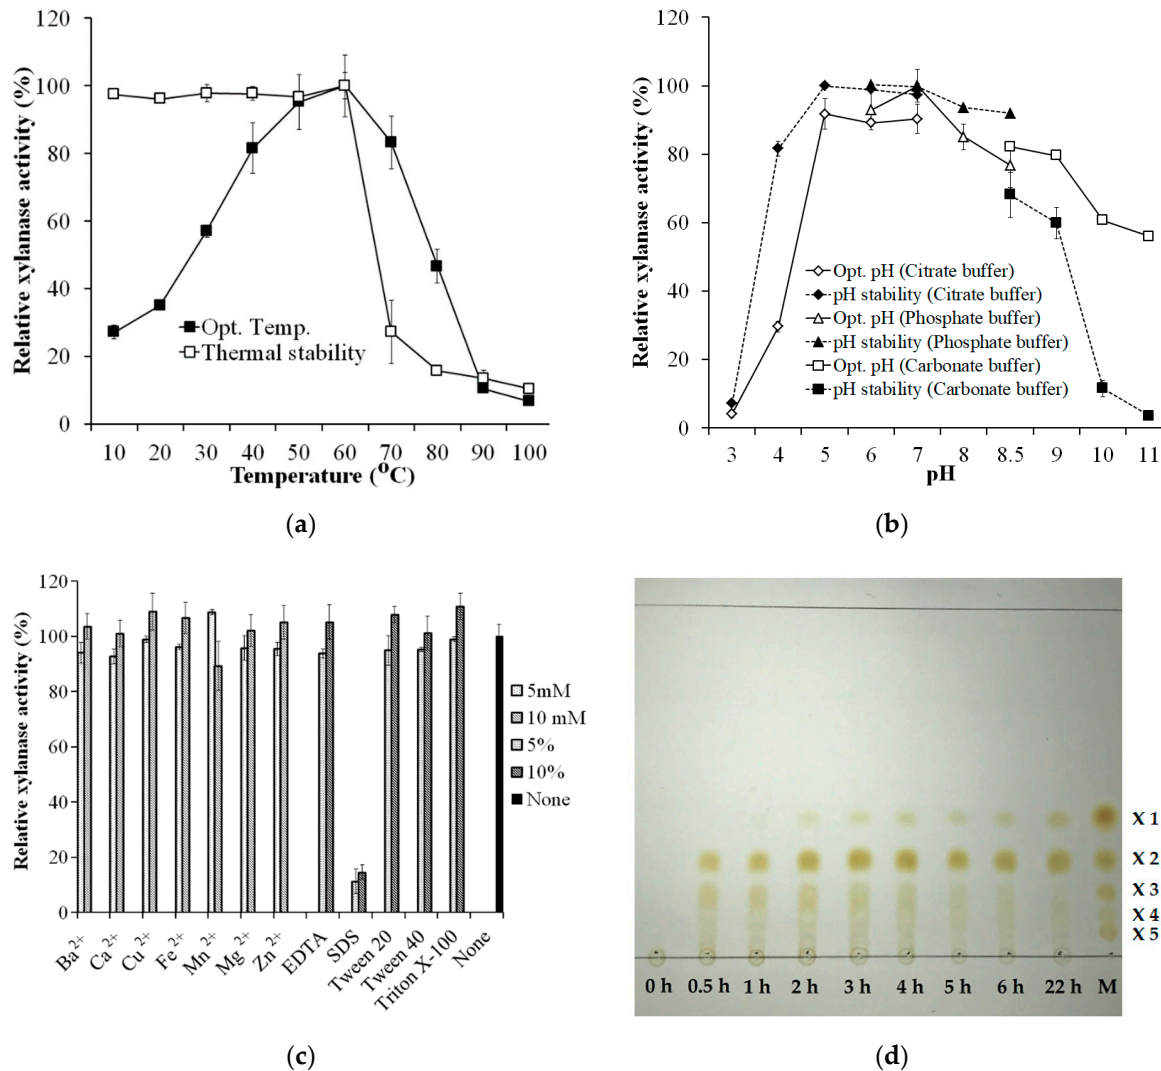 120
100
80
60
40
20
0
Relative xylanase activity (%)
Opt. Temp.
Thermal stability
10 20 30 40 50 60 70 80 90 100
Temperature (°C)
(a)
120
100
80
60
40
20
0
Relative xylanase activity (%)
Opt. pH (Citrate buffer)
pH stability (Citrate buffer)
Opt. pH (Phosphate buffer)
pH stability (Phosphate buffer)
Opt. pH (Carbonate buffer)
pH stability (Carbonate buffer)
3 4 5 6 7 8 8.5 9 10 11
pH
(b)
120
100
80
60
40
20
0
Relative xylanase activity (%)
5mM
10 mM
5%
10%
None
Ba2+
Ca2+
Cu2+
Fe2+
Mn2+
Mg2+
Zn2+
EDTA
SDS
Tween 20
Tween 40
Triton X-100
None
(c)
X 1
X 2
X 3
X 4
X 5
0 h 0.5 h 1 h 2 h 3 h 4 h 5 h 6 h 22 h M
(d)